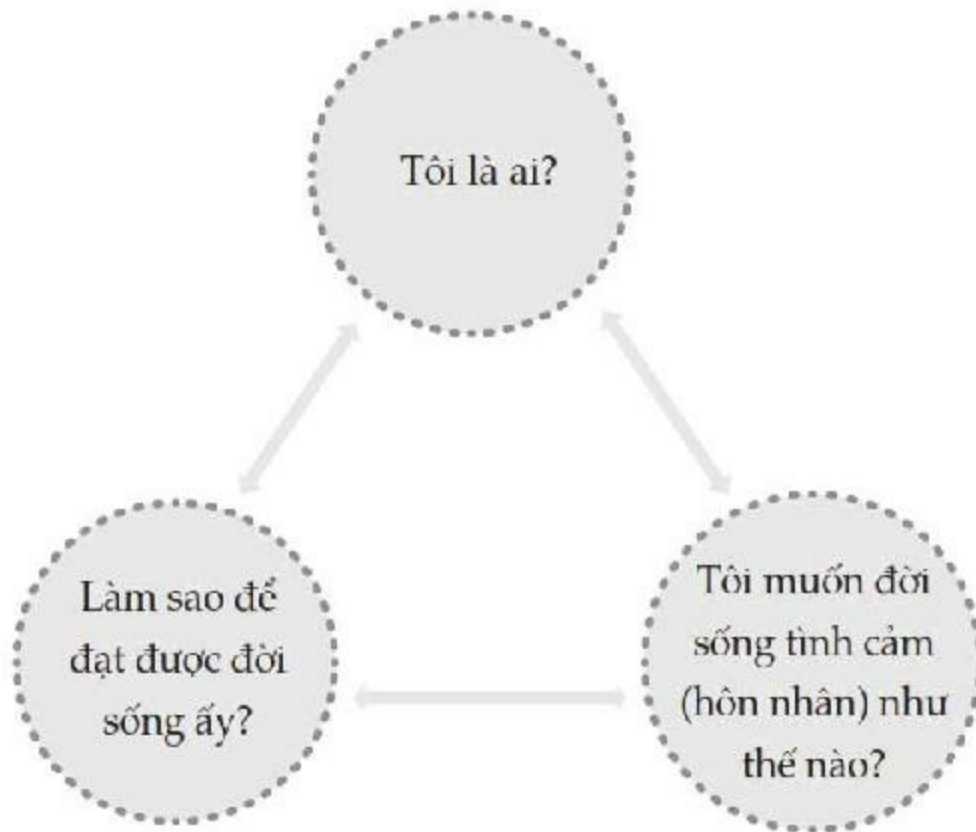 Tôi là ai?
Làm sao để
đạt được đời
sống ấy?
Tôi muốn đời
sống tình cảm
(hôn nhân) như
thế nào?